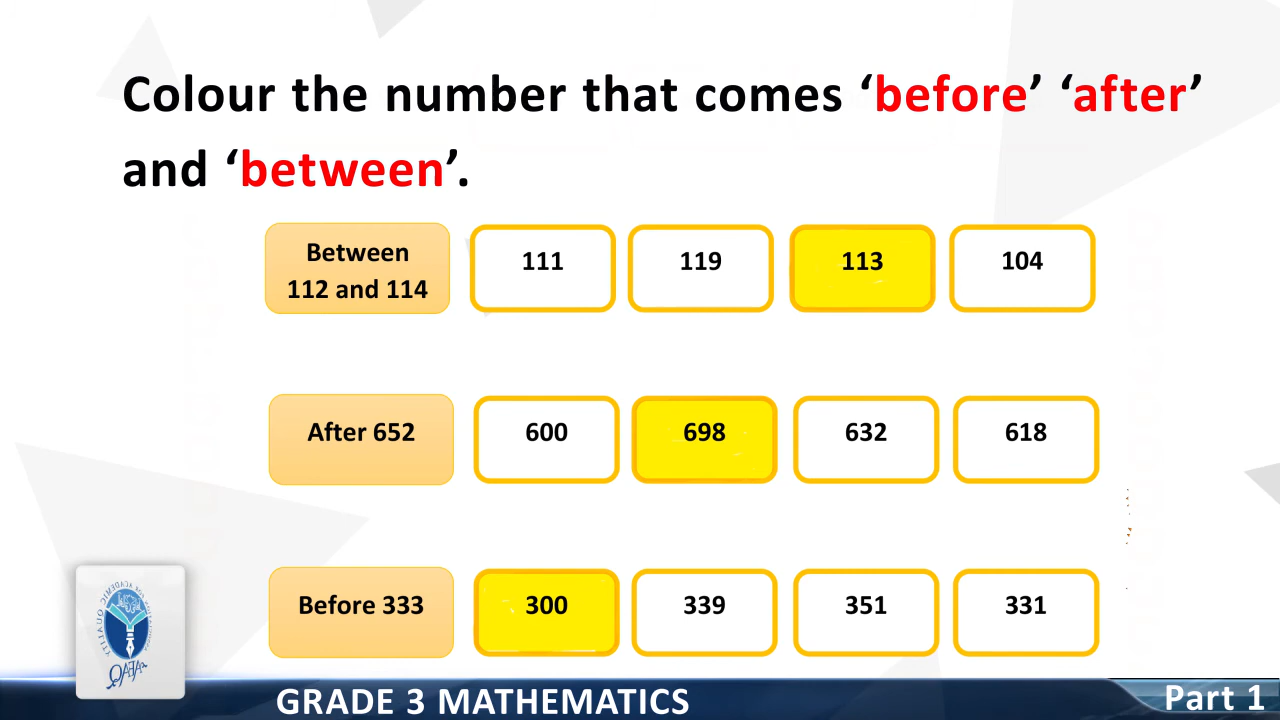 Colour the number that comes ‘before’ ‘after’
and ‘between’.
Between
112 and 114
111 119 113 104
After 652 600 698 632 618
Before 333 300 339 351 331
GRADE 3 MATHEMATICS
Part 1